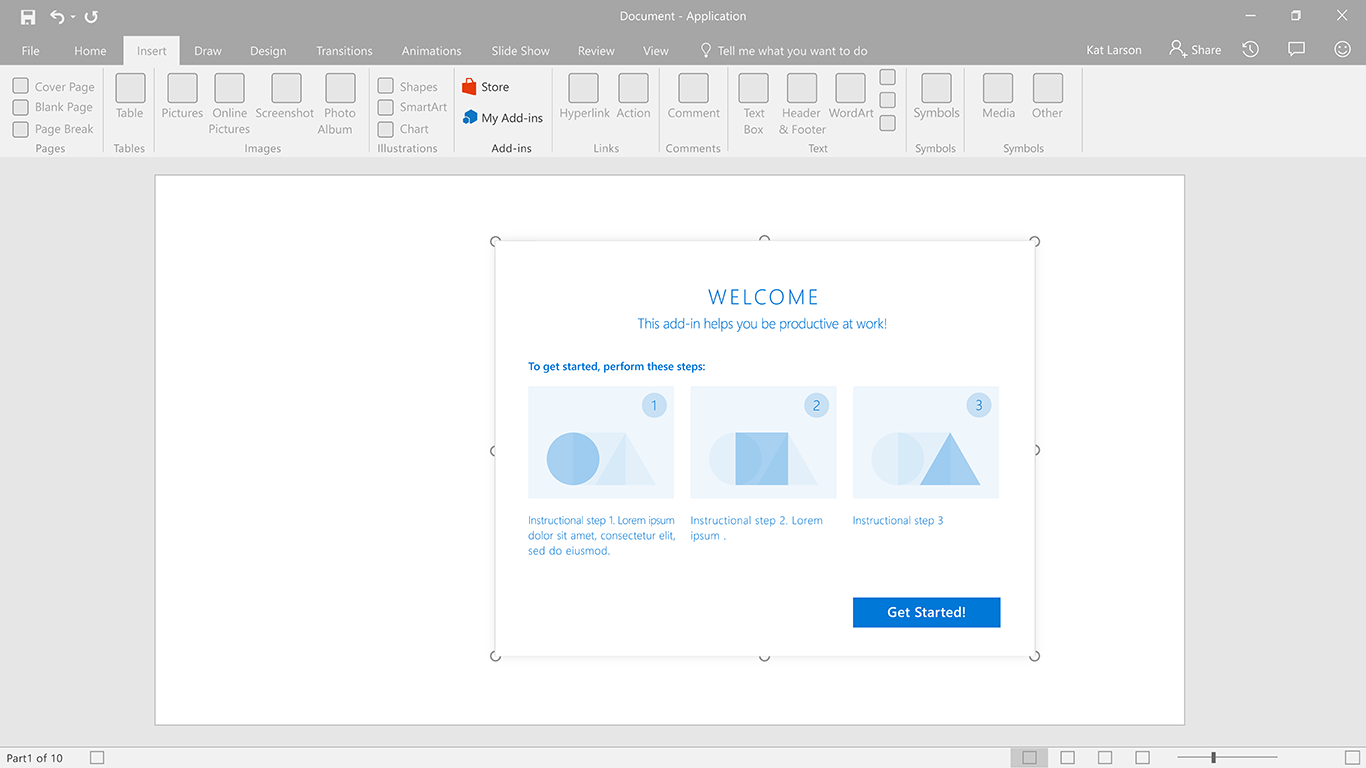 Document - Application
File Home Insert Draw Design Transitions Animations Slide Show Review View Tell me what you want to do Kat Larson Share
Cover Page
Blank Page
Page Break
Pages
Table
Tables
Pictures
Online
Pictures
Screenshot
Photo
Album
Images
Shapes
SmartArt
Chart
Illustrations
Store
My Add-ins
Add-ins
Hyperlink
Action
Links
Comment
Comments
Text
Box
Header
& Footer
WordArt
Text
Symbols
Symbols
Media
Other
Symbols
WELCOME
This add-in helps you be productive at work!
To get started, perform these steps:
1
2
3
Instructional step 1. Lorem ipsum
dolor sit amet, consectetur elit,
sed do eiusmod.
Instructional step 2. Lorem
ipsum .
Instructional step 3
Get Started!
Part1 of 10